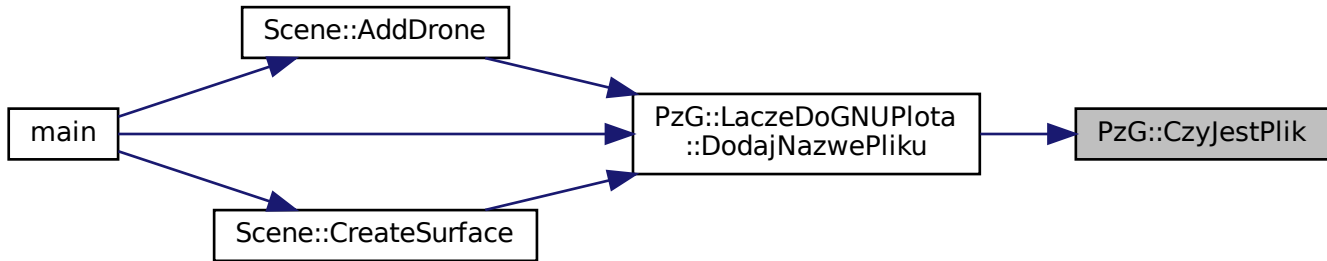 Scene::AddDrone
main
PzG::LaczeDoGNUPlota
::DodajNazwePliku
PzG::CzyJestPlik
Scene::CreateSurface